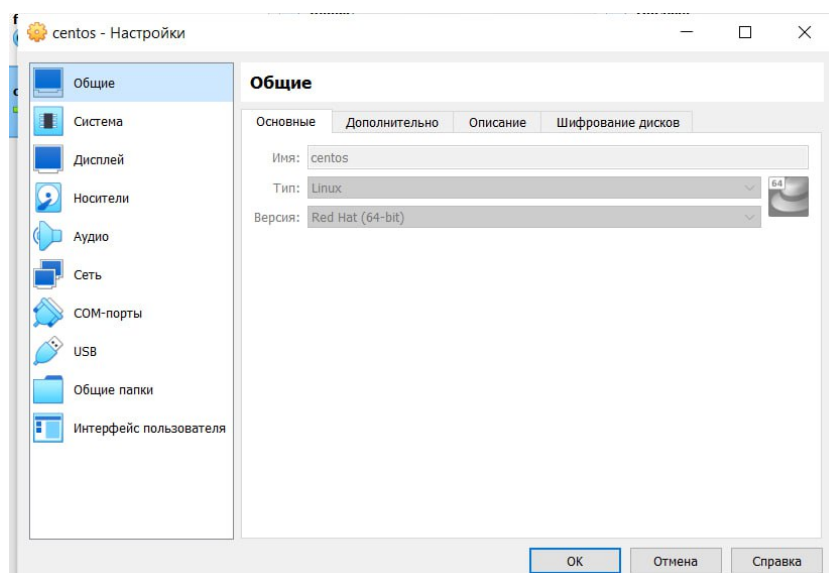 centos - Настройки
Общие
Система
Дисплей
Носители
Аудио
Сеть
COM-порты
USB
Общие папки
Интерфейс пользователя
Общие
Основные Дополнительно Описание Шифрование дисков
Имя: centos
Тип: Linux
Версия: Red Hat (64-bit)
64
ОК Отмена Справка